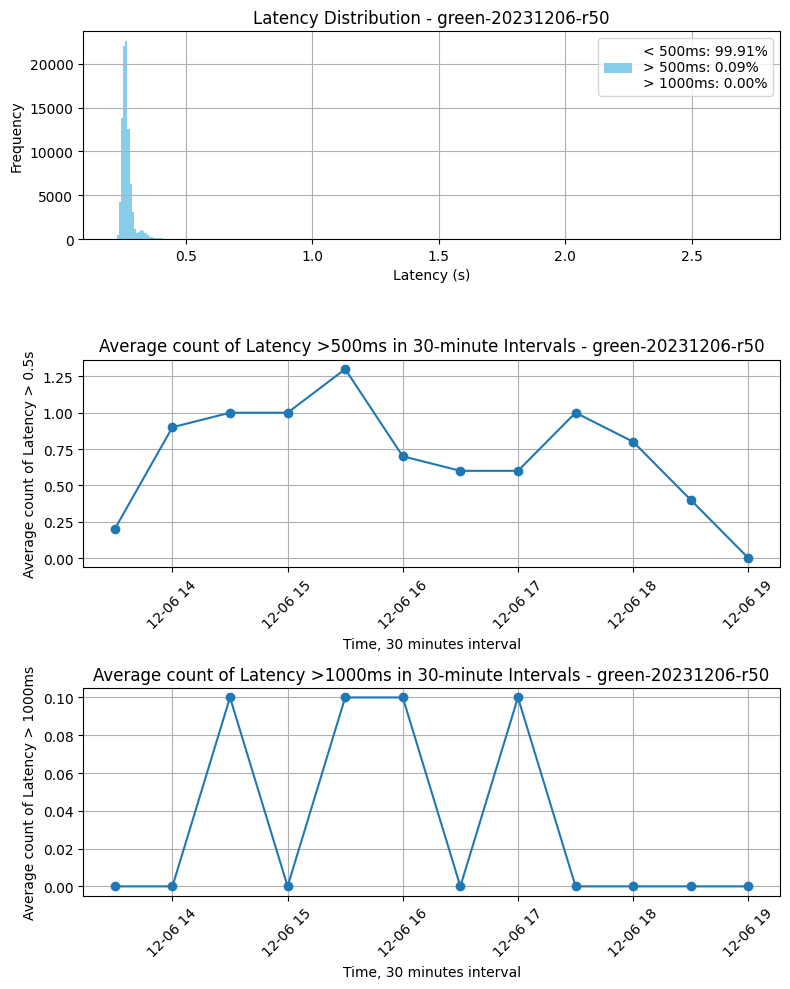 Latency Distribution - green-20231206-r50
Frequency
20000
15000
10000
5000
0
< 500ms: 99.91%
> 500ms: 0.09%
> 1000ms: 0.00%
0.5 1.0 1.5 2.0 2.5
Latency (s)
Average count of Latency >500ms in 30-minute Intervals - green-20231206-r50
Average count of Latency > 0.5s
1.25
1.00
0.75
0.50
0.25
0.00
12-06 14 12-06 15 12-06 16 12-06 17 12-06 18 12-06 19
Time, 30 minutes interval
Average count of Latency >1000ms in 30-minute Intervals - green-20231206-r50
Average count of Latency > 1000ms
0.10
0.08
0.06
0.04
0.02
0.00
12-06 14 12-06 15 12-06 16 12-06 17 12-06 18 12-06 19
Time, 30 minutes interval